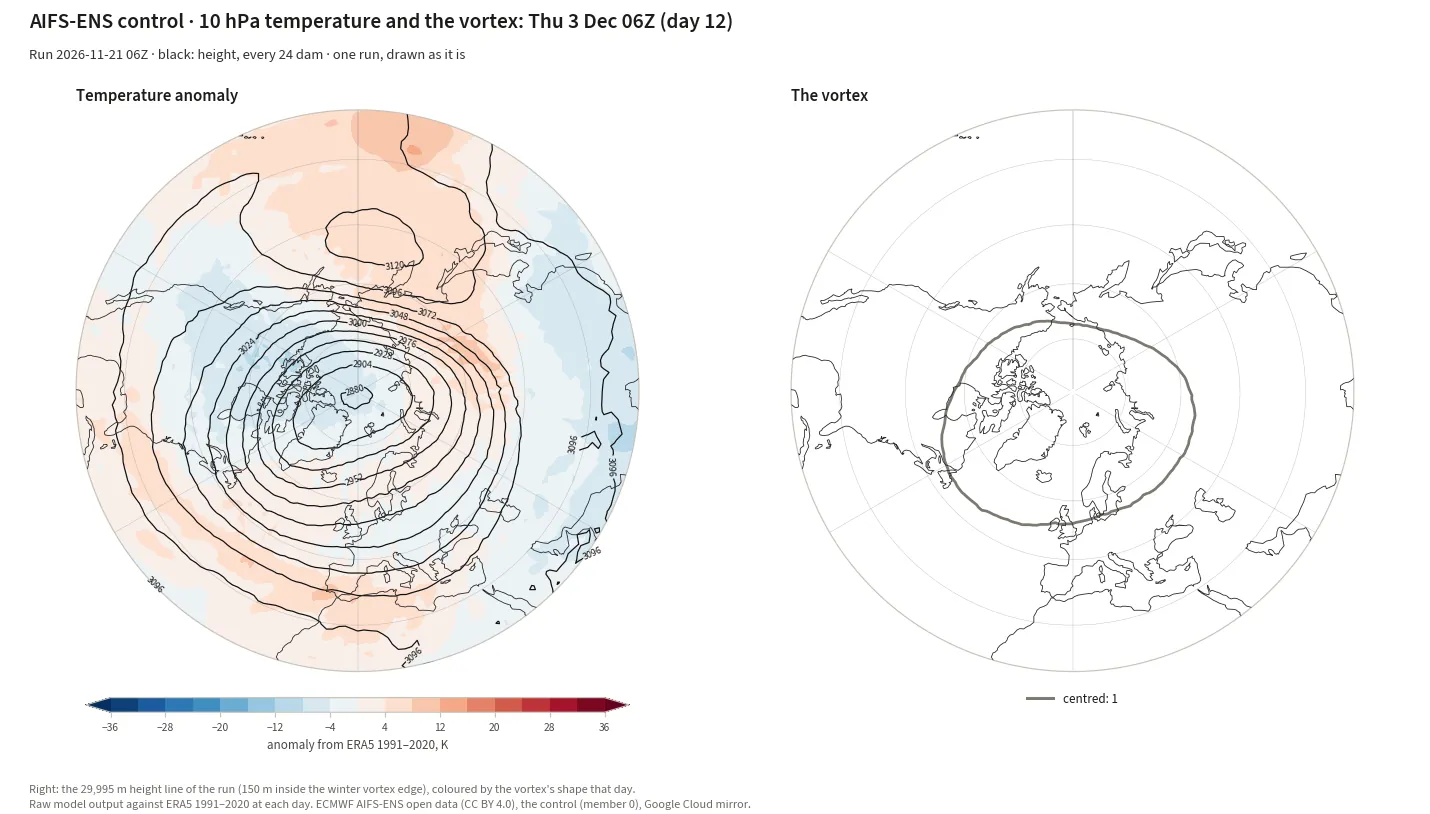 AIFS-ENS control · 10 hPa temperature and the vortex: Thu 3 Dec 06Z (day 12)
Run 2026-11-21 06Z · black: height, every 24 dam · one run, drawn as it is
Temperature anomaly
The vortex
3120
3096
3072
3048
3000
3024
2976
2928
2904
2880
2952
3096
3096
3096
3096
3096
−36 −28 −20 −12 −4 4 12 20 28 36
anomaly from ERA5 1991–2020, K
centred: 1
Right: the 29,995 m height line of the run (150 m inside the winter vortex edge), coloured by the vortex's shape that day.
Raw model output against ERA5 1991–2020 at each day. ECMWF AIFS-ENS open data (CC BY 4.0), the control (member 0), Google Cloud mirror.